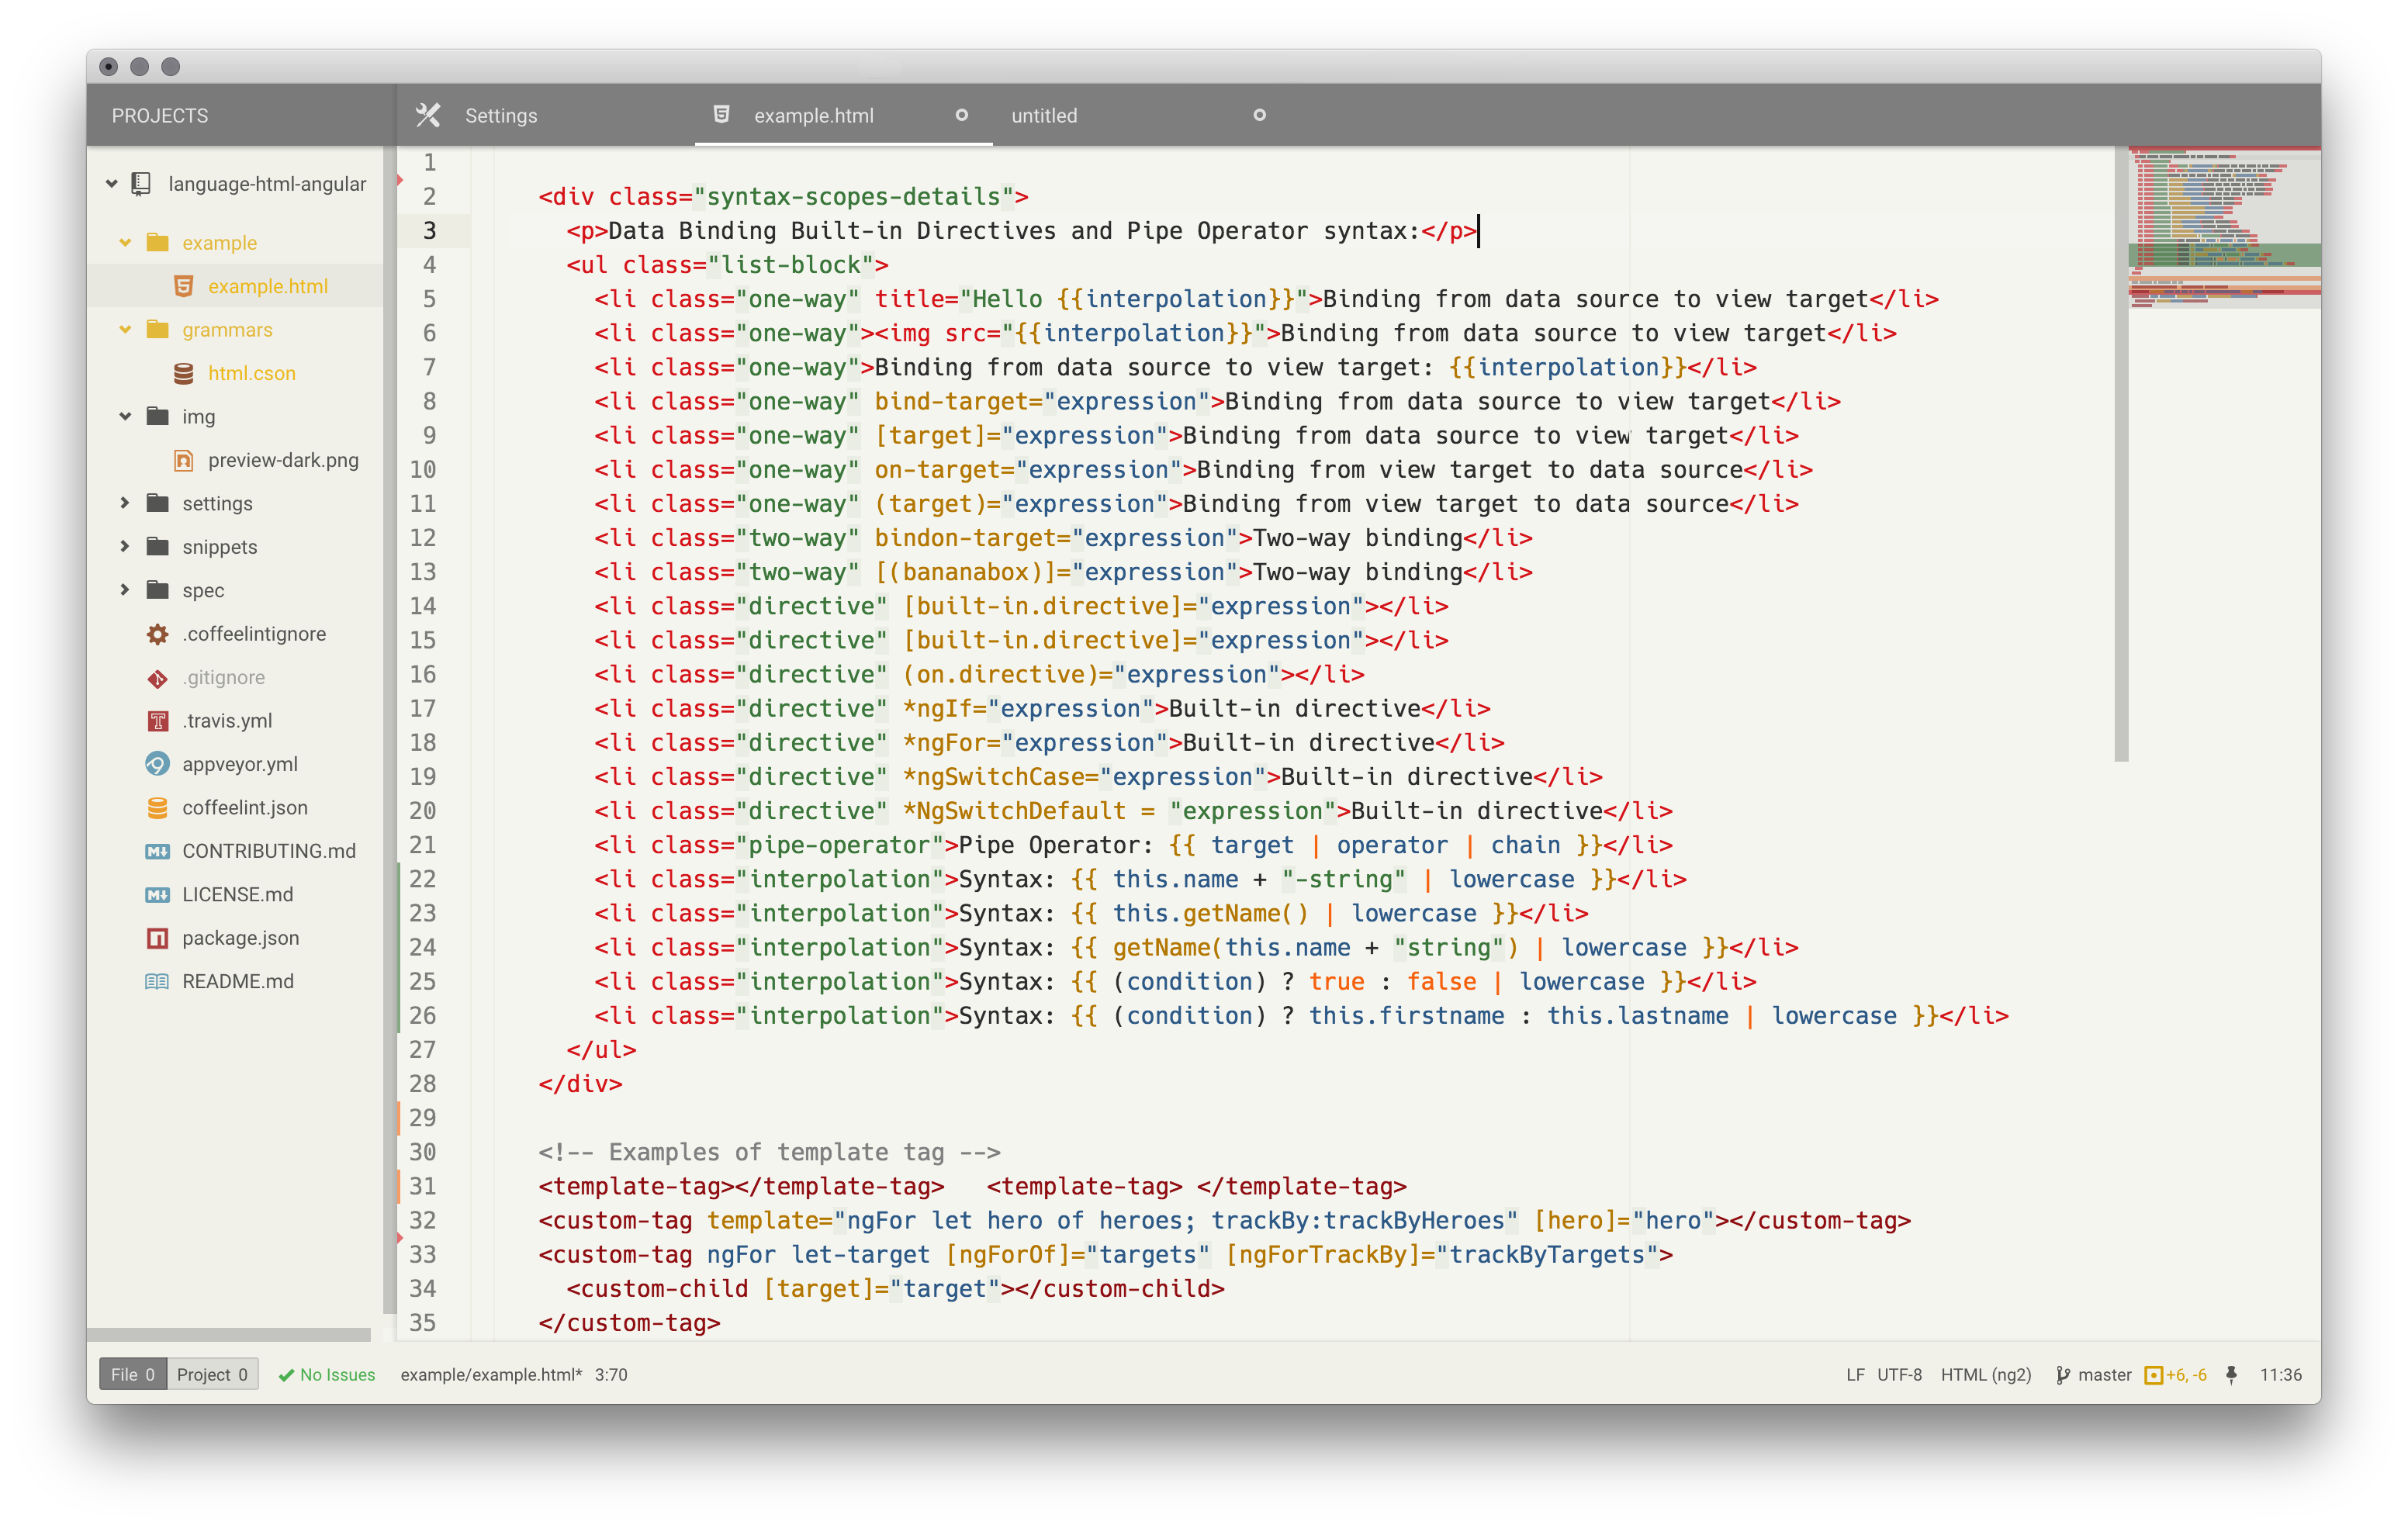 PROJECTS
Settings
example.html
untitled
language-html-angular
example
example.html
grammars
html.cson
img
preview-dark.png
settings
snippets
spec
.coffeelintignore
.gitignore
.travis.yml
appveyor.yml
coffeelint.json
CONTRIBUTING.md
LICENSE.md
package.json
README.md
1
2 <div class="syntax-scopes-details">
3 <p>Data Binding Built-in Directives and Pipe Operator syntax:</p>
4 <ul class="list-block">
5 <li class="one-way" title="Hello {{interpolation}}">Binding from data source to view target</li>
6 <li class="one-way"><img src="{{interpolation}}">Binding from data source to view target</li>
7 <li class="one-way">Binding from data source to view target: {{interpolation}}</li>
8 <li class="one-way" bind-target="expression">Binding from data source to view target</li>
9 <li class="one-way" [target]="expression">Binding from data source to view target</li>
10 <li class="one-way" on-target="expression">Binding from view target to data source</li>
11 <li class="one-way" (target)="expression">Binding from view target to data source</li>
12 <li class="two-way" bindon-target="expression">Two-way binding</li>
13 <li class="two-way" [(bananabox)]="expression">Two-way binding</li>
14 <li class="directive" [built-in.directive]="expression"></li>
15 <li class="directive" [built-in.directive]="expression"></li>
16 <li class="directive" (on.directive)="expression"></li>
17 <li class="directive" *ngIf="expression">Built-in directive</li>
18 <li class="directive" *ngFor="expression">Built-in directive</li>
19 <li class="directive" *ngSwitchCase="expression">Built-in directive</li>
20 <li class="directive" *NgSwitchDefault = "expression">Built-in directive</li>
21 <li class="pipe-operator">Pipe Operator: {{ target | operator | chain }}</li>
22 <li class="interpolation">Syntax: {{ this.name + "-string" | lowercase }}</li>
23 <li class="interpolation">Syntax: {{ this.getName() | lowercase }}</li>
24 <li class="interpolation">Syntax: {{ getName(this.name + "string") | lowercase }}</li>
25 <li class="interpolation">Syntax: {{ (condition) ? true : false | lowercase }}</li>
26 <li class="interpolation">Syntax: {{ (condition) ? this.firstname : this.lastname | lowercase }}</li>
27 </ul>
28 </div>
29
30 <!-- Examples of template tag -->
31 <template-tag></template-tag>   <template-tag> </template-tag>
32 <custom-tag template="ngFor let hero of heroes; trackBy:trackByHeroes" [hero]="hero"></custom-tag>
33 <custom-tag ngFor let-target [ngForOf]="targets" [ngForTrackBy]="trackByTargets">
34 <custom-child [target]="target"></custom-child>
35 </custom-tag>
File 0 Project 0 No Issues example/example.html* 3:70 LF UTF-8 HTML (ng2) master +6, -6 11:36